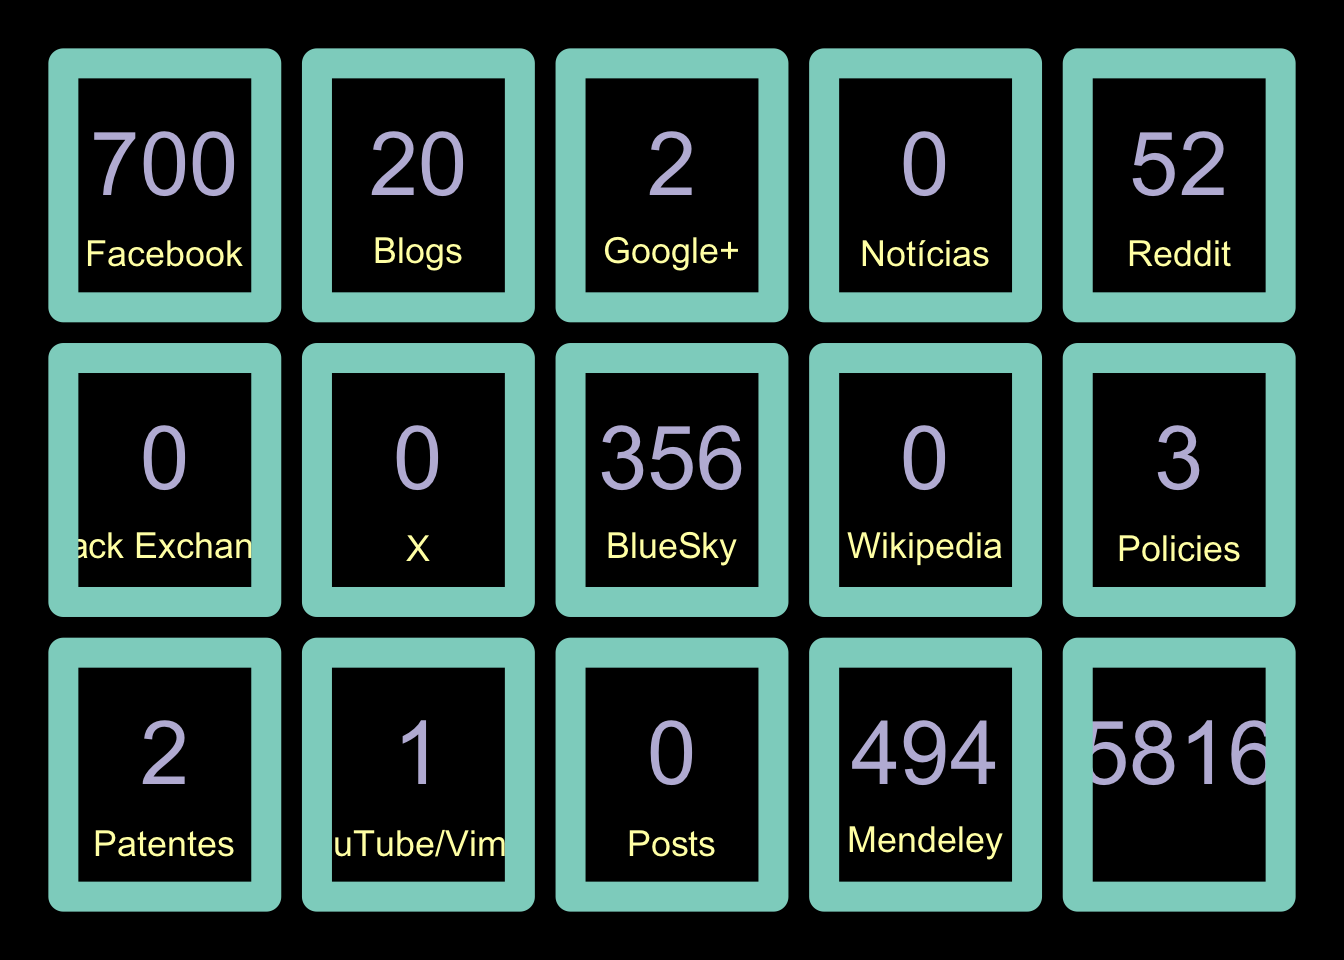 700
Facebook
20
Blogs
2
Google+
0
Notícias
52
Reddit
0
ack Exchan
0
X
356
BlueSky
0
Wikipedia
3
Policies
2
Patentes
1
uTube/Vim
0
Posts
494
Mendeley
5816